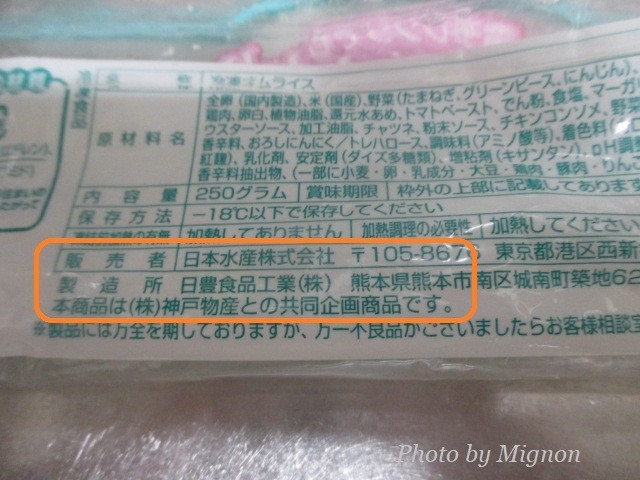 冷凍食品
名 称 冷凍オムライス
原材料名
全卵(国内製造)、米(国産)、野菜(たまねぎ、グリーンピース、にんじん)、
鶏肉、卵白、植物油脂、還元水あめ、トマトペースト、でん粉、食塩、マーガ
ウスターソース、加工油脂、チャツネ、粉末ソース、チキンコンソメ、野
香辛料、おろしにんにく/トレハロース、調味料(アミノ酸等)、着色料(
紅麹)、乳化剤、安定剤(ダイズ多糖類)、増粘剤(キサンタン)、pH調整
香辛料抽出物、(一部に小麦・卵・乳成分・大豆・鶏肉・豚肉・りん
内容量 250グラム 賞味期限 枠外の上部に記載してありま
保存方法 −18℃以下で保存してください
凍結前加熱の有無 加熱してありません 加熱調理の必要性 加熱してください
販売者 日本水産株式会社 〒105-8676 東京都港区西新
製造所 日豊食品工業(株) 熊本県熊本市南区城南町築地62
本商品は(株)神戸物産との共同企画商品です。
※製品には万全を期しておりますが、万一不良品がございましたらお客様相談室
Photo by Mignon